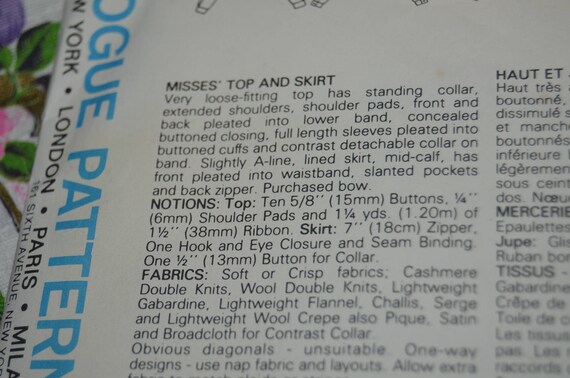 VOGUE PATTERN
NEW YORK • LONDON • PARIS • MILA
161 SIXTH AVENUE, NEW YOR
MISSES' TOP AND SKIRT
Very loose-fitting top has standing collar,
extended shoulders, shoulder pads, front and
back pleated into lower band, concealed
buttoned closing, full length sleeves pleated into
buttoned cuffs and contrast detachable collar on
band. Slightly A-line, lined skirt, mid-calf, has
front pleated into waistband, slanted pockets
and back zipper. Purchased bow.
NOTIONS: Top: Ten 5/8'' (15mm) Buttons, ¼''
(6mm) Shoulder Pads and 1¼ yds. (1.20m) of
1½'' (38mm) Ribbon. Skirt: 7'' (18cm) Zipper,
One Hook and Eye Closure and Seam Binding.
One ½'' (13mm) Button for Collar.
FABRICS: Soft or Crisp fabrics; Cashmere
Double Knits, Wool Double Knits, Lightweight
Gabardine, Lightweight Flannel, Challis, Serge
and Lightweight Wool Crepe also Pique, Satin
and Broadcloth for Contrast Collar.
Obvious diagonals - unsuitable. One-way
designs - use nap fabric and layouts. Allow extra
HAUT ET
Haut très
boutonné,
dissimulé s
et manche
boutonnés
inférieure l
légèrement
sous ceint
dos. Nœu
MERCERIE
Epaulettes
Jupe: Glis
Ruban bor
TISSUS -
Gabardine
Crêpe de
Toile de c
Les tissus
pas. Les n
raccords d